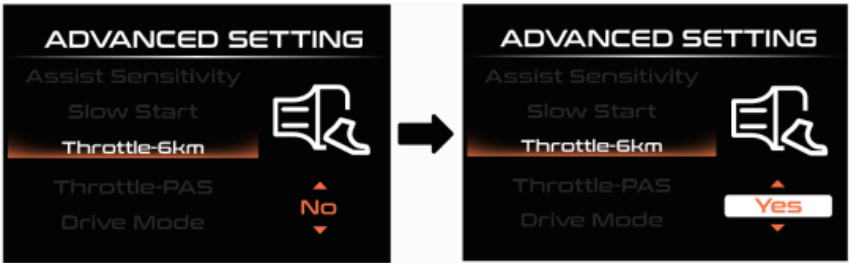 ADVANCED SETTING
Assist Sensitivity
Slow Start
Throttle-6km
Throttle-PAS
Drive Mode
No
ADVANCED SETTING
Assist Sensitivity
Slow Start
Throttle-6km
Throttle-PAS
Drive Mode
Yes